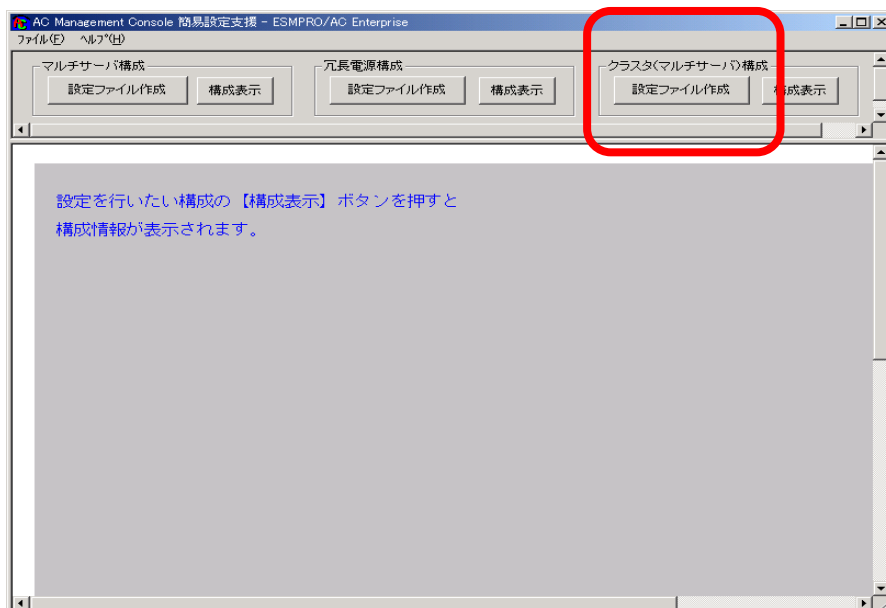 AC Management Console 簡易設定支援 - ESMPRO/AC Enterprise
ファイル(F) ヘルプ(H)
マルチサーバ構成 冗長電源構成 クラスタ(マルチサーバ)構成
設定ファイル作成 構成表示 設定ファイル作成 構成表示 設定ファイル作成 構成表示
設定を行いたい構成の【構成表示】ボタンを押すと
構成情報が表示されます。